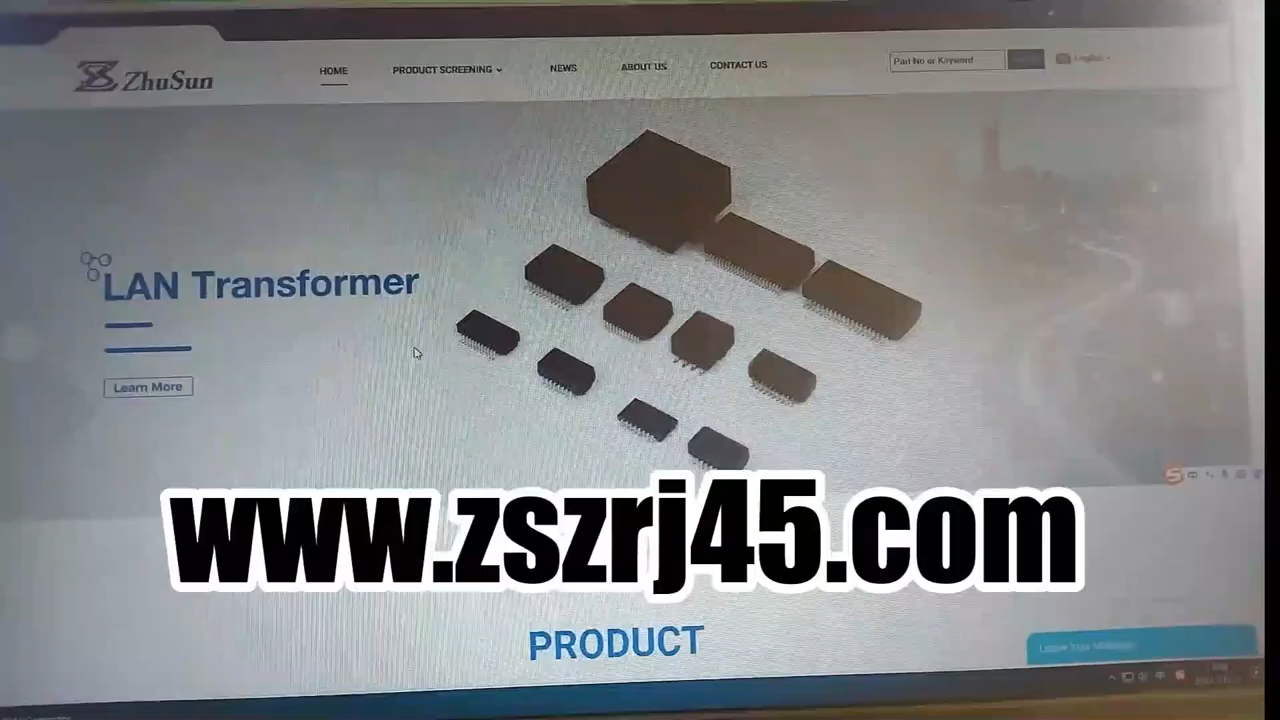 ZhuSun
HOME
PRODUCT SCREENING
NEWS
ABOUT US
CONTACT US
Part No or Keyword
English
LAN Transformer
Learn More
www.zszrj45.com
PRODUCT